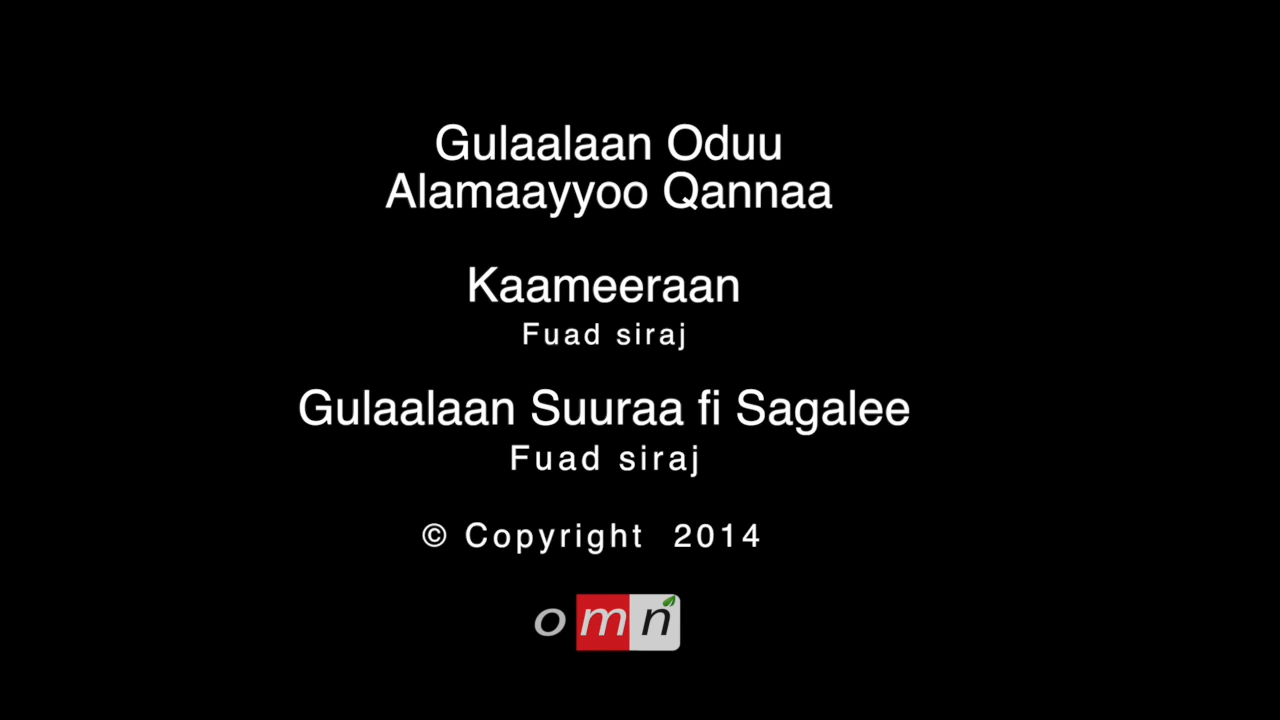 Gulaalaan Oduu
Alamaayyoo Qannaa
Kaameeraan
Fuad siraj
Gulaalaan Suuraa fi Sagalee
Fuad siraj
© Copyright 2014
omn